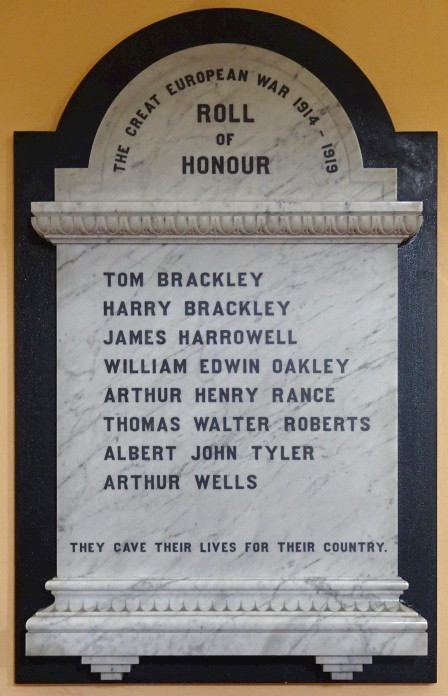 THE GREAT EUROPEAN WAR 1914 - 1919
ROLL
OF
HONOUR
TOM BRACKLEY
HARRY BRACKLEY
JAMES HARROWELL
WILLIAM EDWIN OAKLEY
ARTHUR HENRY RANCE
THOMAS WALTER ROBERTS
ALBERT JOHN TYLER
ARTHUR WELLS
THEY GAVE THEIR LIVES FOR THEIR COUNTRY.